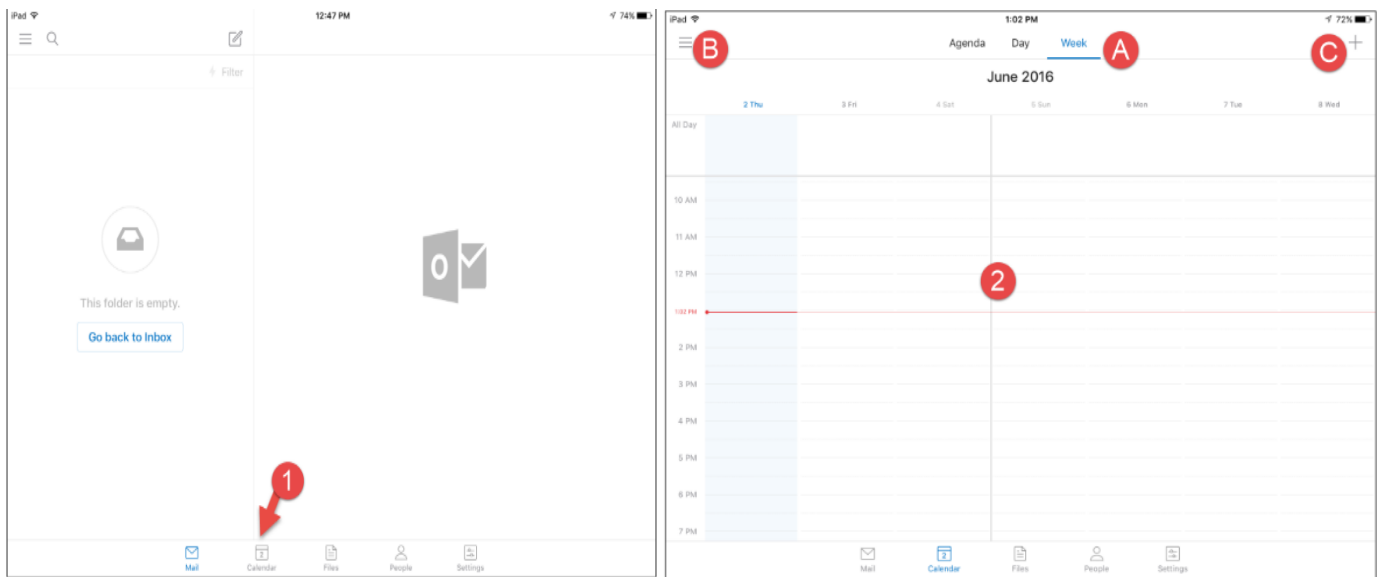 iPad 12:47 PM 74%
Filter
This folder is empty.
Go back to Inbox
O
1
2
Mail Calendar Files People Settings
iPad 1:02 PM 72%
B Agenda Day Week A C
June 2016
2 Thu 3 Fri 4 Sat 5 Sun 6 Mon 7 Tue 8 Wed
All Day
10 AM
11 AM
12 PM
2
1:02 PM
2 PM
3 PM
4 PM
5 PM
6 PM
7 PM
2
Mail Calendar Files People Settings